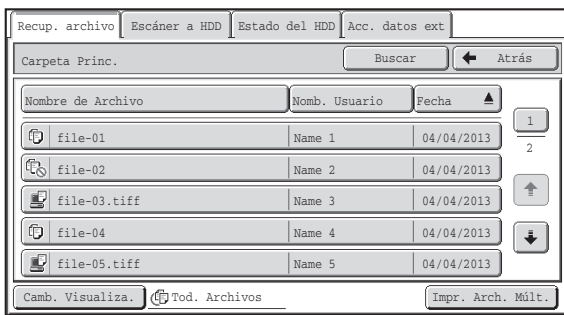 Recup. archivo Escáner a HDD Estado del HDD Acc. datos ext
Carpeta Princ. Buscar Atrás
Nombre de Archivo Nomb. Usuario Fecha
file-01 Name 1 04/04/2013
file-02 Name 2 04/04/2013
file-03.tiff Name 3 04/04/2013
file-04 Name 4 04/04/2013
file-05.tiff Name 5 04/04/2013
1
2
Camb. Visualiza. Tod. Archivos Impr. Arch. Múlt.